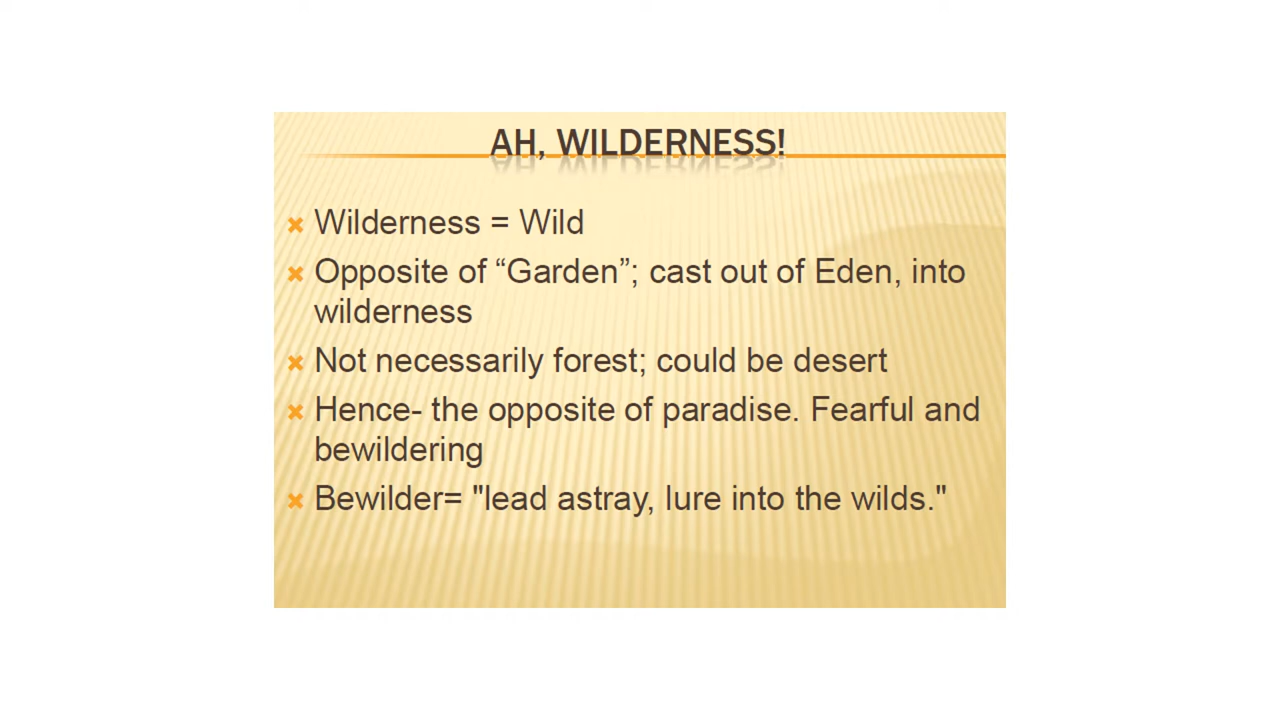 AH, WILDERNESS!
Wilderness = Wild
Opposite of “Garden”; cast out of Eden, into
wilderness
Not necessarily forest; could be desert
Hence- the opposite of paradise. Fearful and
bewildering
Bewilder= "lead astray, lure into the wilds."